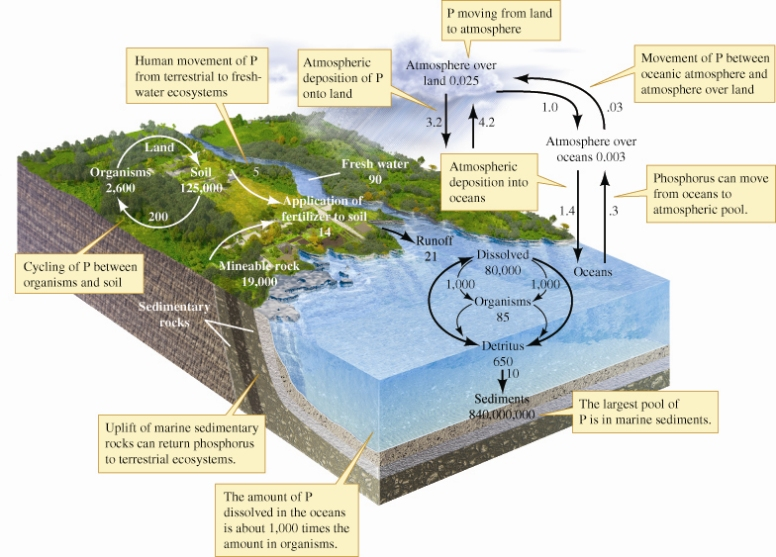 P moving from land
to atmosphere
Human movement of P
from terrestrial to fresh-
water ecosystems
Atmospheric
deposition of P
onto land
Atmosphere over
land 0.025
Movement of P between
oceanic atmosphere and
atmosphere over land
1.0
.03
3.2
4.2
Land
Organisms
2,600
Soil
125,000
2
5
200
Fresh water
90
Atmosphere over
oceans 0.003
Atmospheric
deposition into
oceans
Phosphorus can move
from oceans to
atmospheric pool.
1.4
.3
Application of
fertilizer to soil
14
Runoff
21
Cycling of P between
organisms and soil
Mineable rock
19,000
Sedimentary
rocks
Dissolved
80,000
Oceans
1,000
1,000
Organisms
85
Detritus
650
10
Sediments
840,000,000
The largest pool of
P is in marine sediments.
Uplift of marine sedimentary
rocks can return phosphorus
to terrestrial ecosystems.
The amount of P
dissolved in the oceans
is about 1,000 times the
amount in organisms.